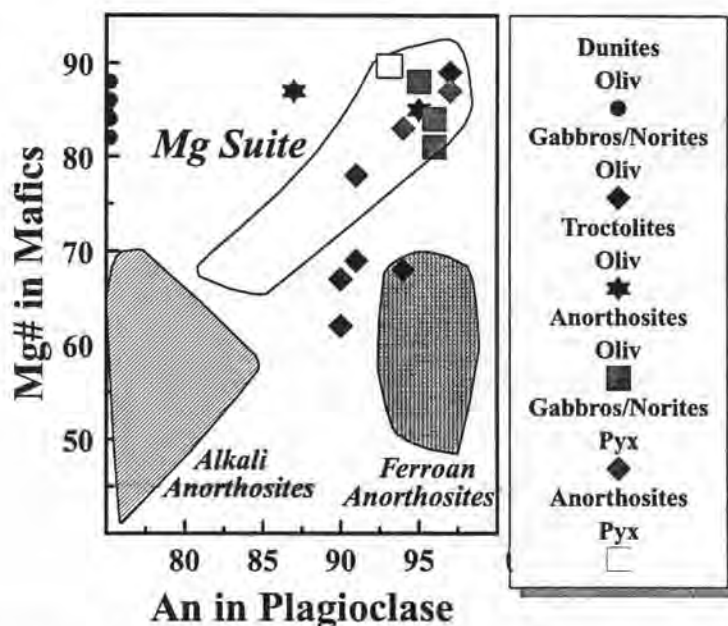 90
80
70
60
50
Mg# in Mafics
Mg Suite
Alkali
Anorthosites
Ferroan
Anorthosites
80 85 90 95
An in Plagioclase
Dunites
Oliv
Gabbros/Norites
Oliv
Troctolites
Oliv
Anorthosites
Oliv
Gabbros/Norites
Pyx
Anorthosites
Pyx